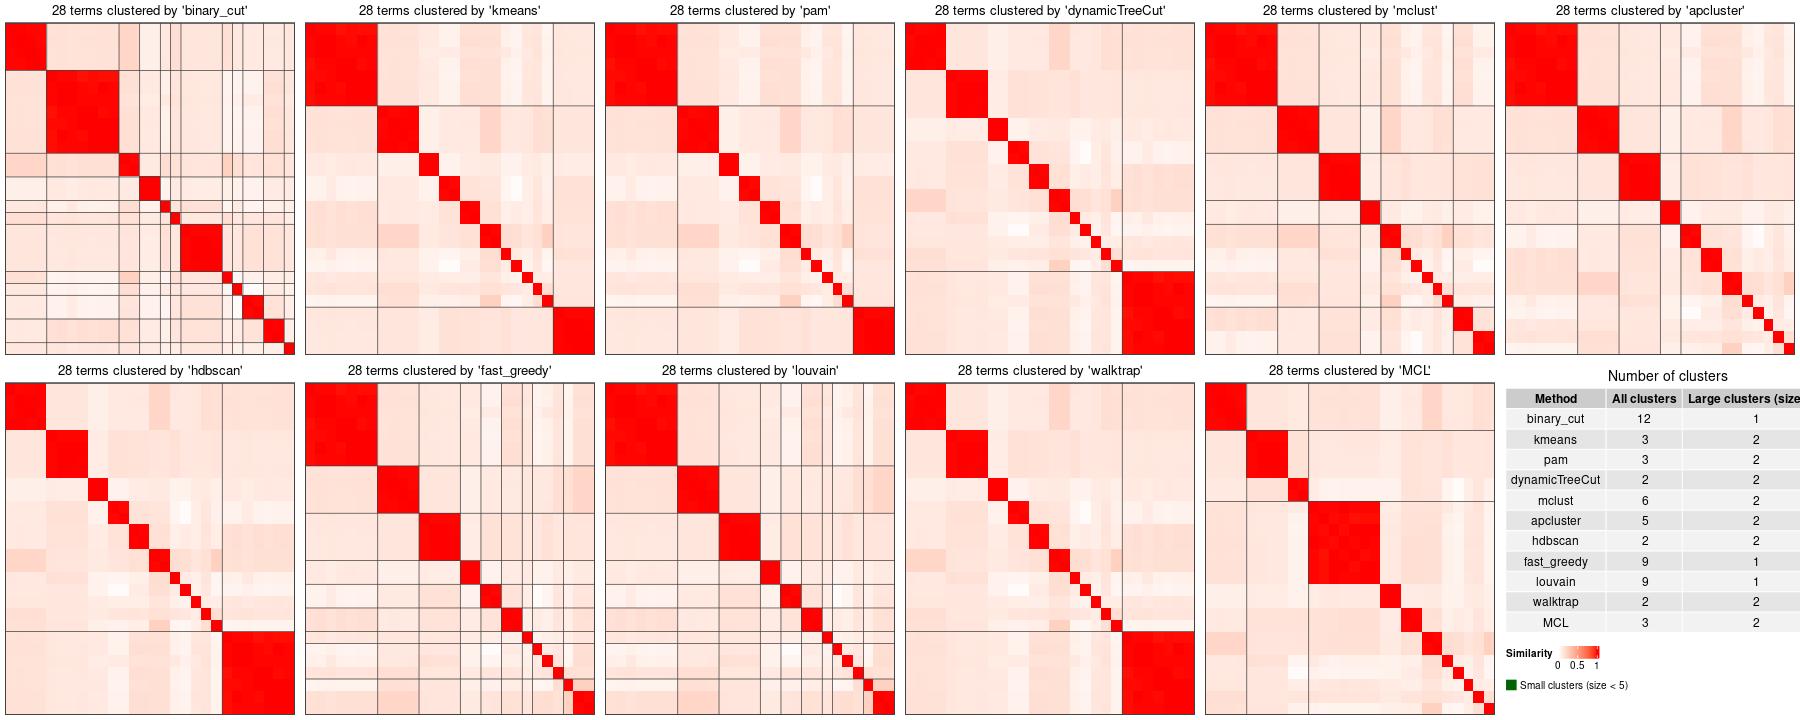 28 terms clustered by 'binary_cut'
28 terms clustered by 'kmeans'
28 terms clustered by 'pam'
28 terms clustered by 'dynamicTreeCut'
28 terms clustered by 'mclust'
28 terms clustered by 'apcluster'
28 terms clustered by 'hdbscan'
28 terms clustered by 'fast_greedy'
28 terms clustered by 'louvain'
28 terms clustered by 'walktrap'
28 terms clustered by 'MCL'
Number of clusters
Method All clusters Large clusters (size
binary_cut 12 1
kmeans 3 2
pam 3 2
dynamicTreeCut 2 2
mclust 6 2
apcluster 5 2
hdbscan 2 2
fast_greedy 9 1
louvain 9 1
walktrap 2 2
MCL 3 2
Similarity
0 0.5 1
Small clusters (size < 5)